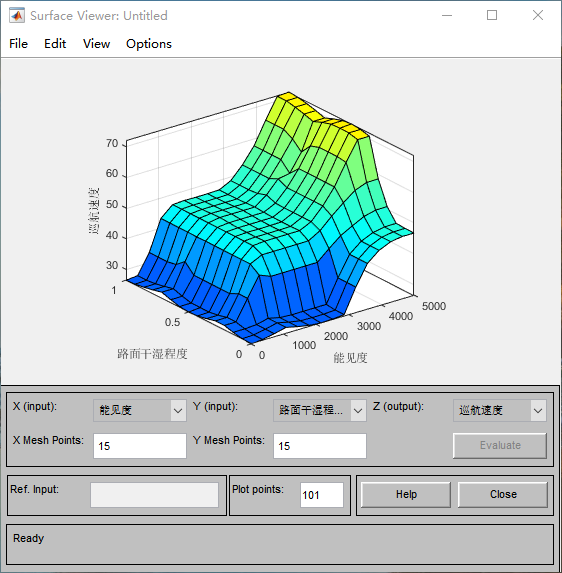 Surface Viewer: Untitled
File Edit View Options
70
60
50
40
30
巡航速度
1
0.5
0
路面干湿程度
0
1000
2000
3000
4000
5000
能见度
X (input): 能见度 Y (input): 路面干湿程... Z (output): 巡航速度
X Mesh Points: 15 Y Mesh Points: 15 Evaluate
Ref. Input: Plot points: 101 Help Close
Ready